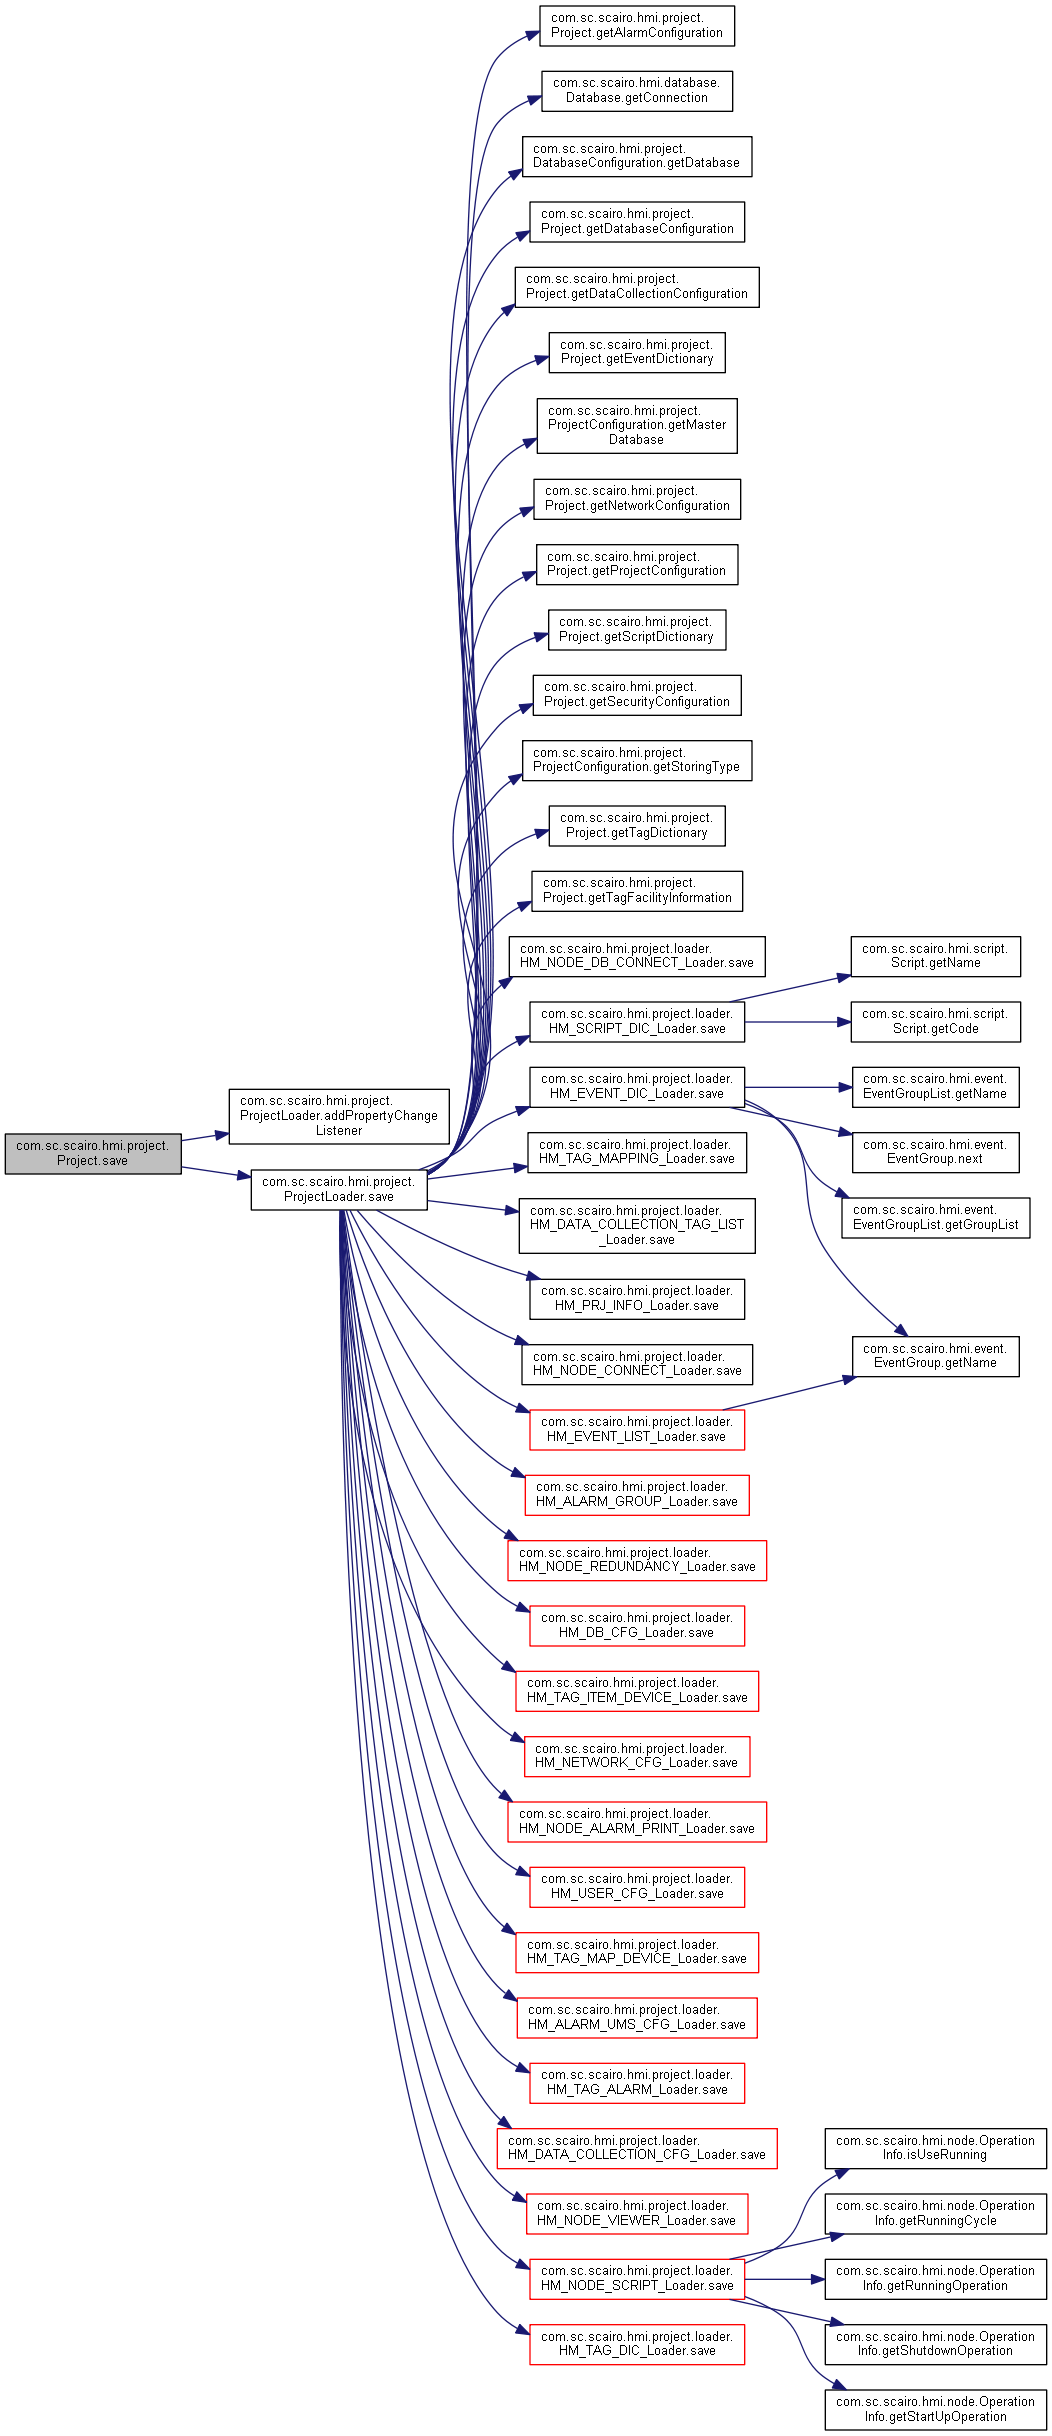 com.sc.scairo.hmi.project.
Project.getAlarmConfiguration
com.sc.scairo.hmi.database.
Database.getConnection
com.sc.scairo.hmi.project.
DatabaseConfiguration.getDatabase
com.sc.scairo.hmi.project.
Project.getDatabaseConfiguration
com.sc.scairo.hmi.project.
Project.getDataCollectionConfiguration
com.sc.scairo.hmi.project.
Project.getEventDictionary
com.sc.scairo.hmi.project.
ProjectConfiguration.getMaster
Database
com.sc.scairo.hmi.project.
Project.getNetworkConfiguration
com.sc.scairo.hmi.project.
Project.getProjectConfiguration
com.sc.scairo.hmi.project.
Project.getScriptDictionary
com.sc.scairo.hmi.project.
Project.getSecurityConfiguration
com.sc.scairo.hmi.project.
ProjectConfiguration.getStoringType
com.sc.scairo.hmi.project.
Project.getTagDictionary
com.sc.scairo.hmi.project.
Project.getTagFacilityInformation
com.sc.scairo.hmi.project.loader.
HM_NODE_DB_CONNECT_Loader.save
com.sc.scairo.hmi.script.
Script.getName
com.sc.scairo.hmi.project.loader.
HM_SCRIPT_DIC_Loader.save
com.sc.scairo.hmi.script.
Script.getCode
com.sc.scairo.hmi.project.loader.
HM_EVENT_DIC_Loader.save
com.sc.scairo.hmi.event.
EventGroupList.getName
com.sc.scairo.hmi.project.
ProjectLoader.addPropertyChange
Listener
com.sc.scairo.hmi.project.
Project.save
com.sc.scairo.hmi.project.loader.
HM_TAG_MAPPING_Loader.save
com.sc.scairo.hmi.event.
EventGroup.next
com.sc.scairo.hmi.project.
ProjectLoader.save
com.sc.scairo.hmi.project.loader.
HM_DATA_COLLECTION_TAG_LIST
_Loader.save
com.sc.scairo.hmi.event.
EventGroupList.getGroupList
com.sc.scairo.hmi.project.loader.
HM_PRJ_INFO_Loader.save
com.sc.scairo.hmi.project.loader.
HM_NODE_CONNECT_Loader.save
com.sc.scairo.hmi.event.
EventGroup.getName
com.sc.scairo.hmi.project.loader.
HM_EVENT_LIST_Loader.save
com.sc.scairo.hmi.project.loader.
HM_ALARM_GROUP_Loader.save
com.sc.scairo.hmi.project.loader.
HM_NODE_REDUNDANCY_Loader.save
com.sc.scairo.hmi.project.loader.
HM_DB_CFG_Loader.save
com.sc.scairo.hmi.project.loader.
HM_TAG_ITEM_DEVICE_Loader.save
com.sc.scairo.hmi.project.loader.
HM_NETWORK_CFG_Loader.save
com.sc.scairo.hmi.project.loader.
HM_NODE_ALARM_PRINT_Loader.save
com.sc.scairo.hmi.project.loader.
HM_USER_CFG_Loader.save
com.sc.scairo.hmi.project.loader.
HM_TAG_MAP_DEVICE_Loader.save
com.sc.scairo.hmi.project.loader.
HM_ALARM_UMS_CFG_Loader.save
com.sc.scairo.hmi.project.loader.
HM_TAG_ALARM_Loader.save
com.sc.scairo.hmi.project.loader.
HM_DATA_COLLECTION_CFG_Loader.save
com.sc.scairo.hmi.node.Operation
Info.isUseRunning
com.sc.scairo.hmi.project.loader.
HM_NODE_VIEWER_Loader.save
com.sc.scairo.hmi.node.Operation
Info.getRunningCycle
com.sc.scairo.hmi.project.loader.
HM_NODE_SCRIPT_Loader.save
com.sc.scairo.hmi.node.Operation
Info.getRunningOperation
com.sc.scairo.hmi.project.loader.
HM_TAG_DIC_Loader.save
com.sc.scairo.hmi.node.Operation
Info.getShutdownOperation
com.sc.scairo.hmi.node.Operation
Info.getStartUpOperation